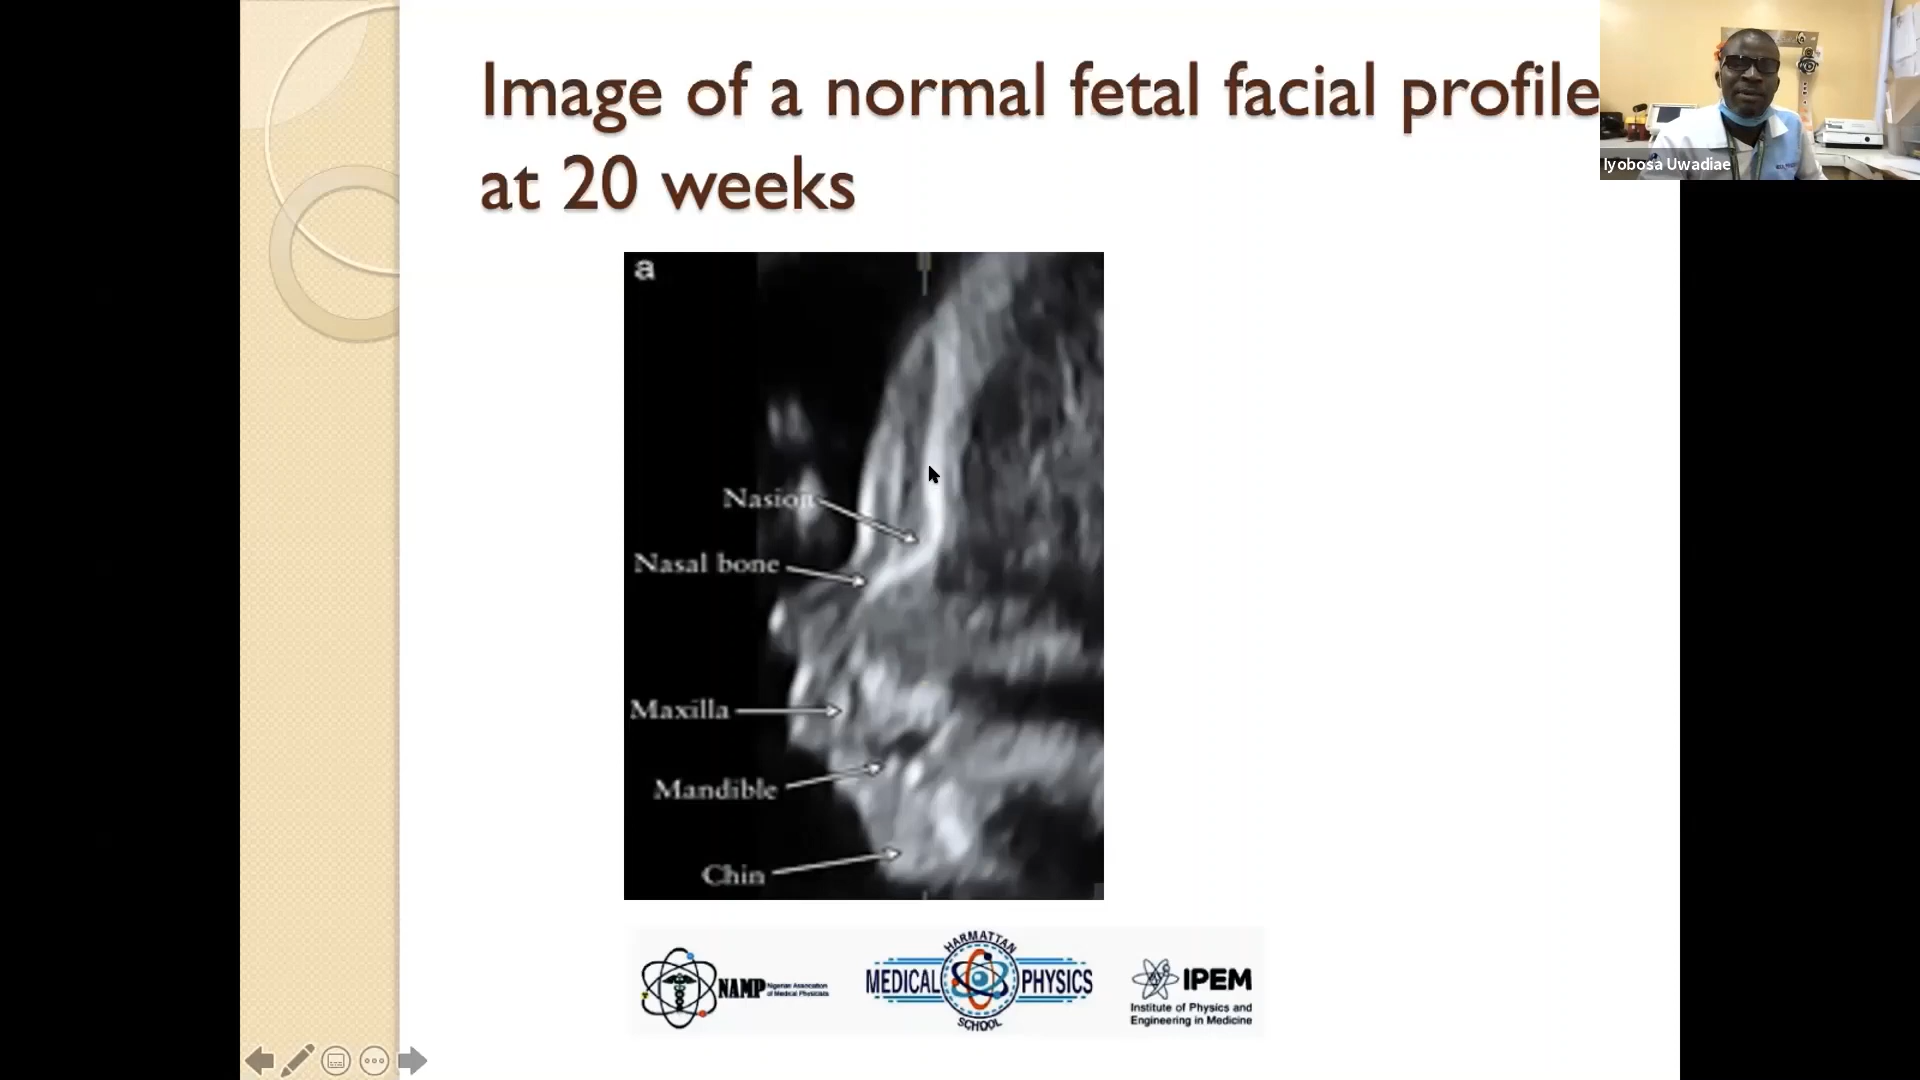 Image of a normal fetal facial profile
at 20 weeks
Iyobosa Uwadiae
a
Nasion
Nasal bone
Maxilla
Mandible
Chin
NAMP Nigerian Association
of Medical Physicists
HARMATTAN
MEDICAL PHYSICS
SCHOOL
IPEM
Institute of Physics and
Engineering in Medicine